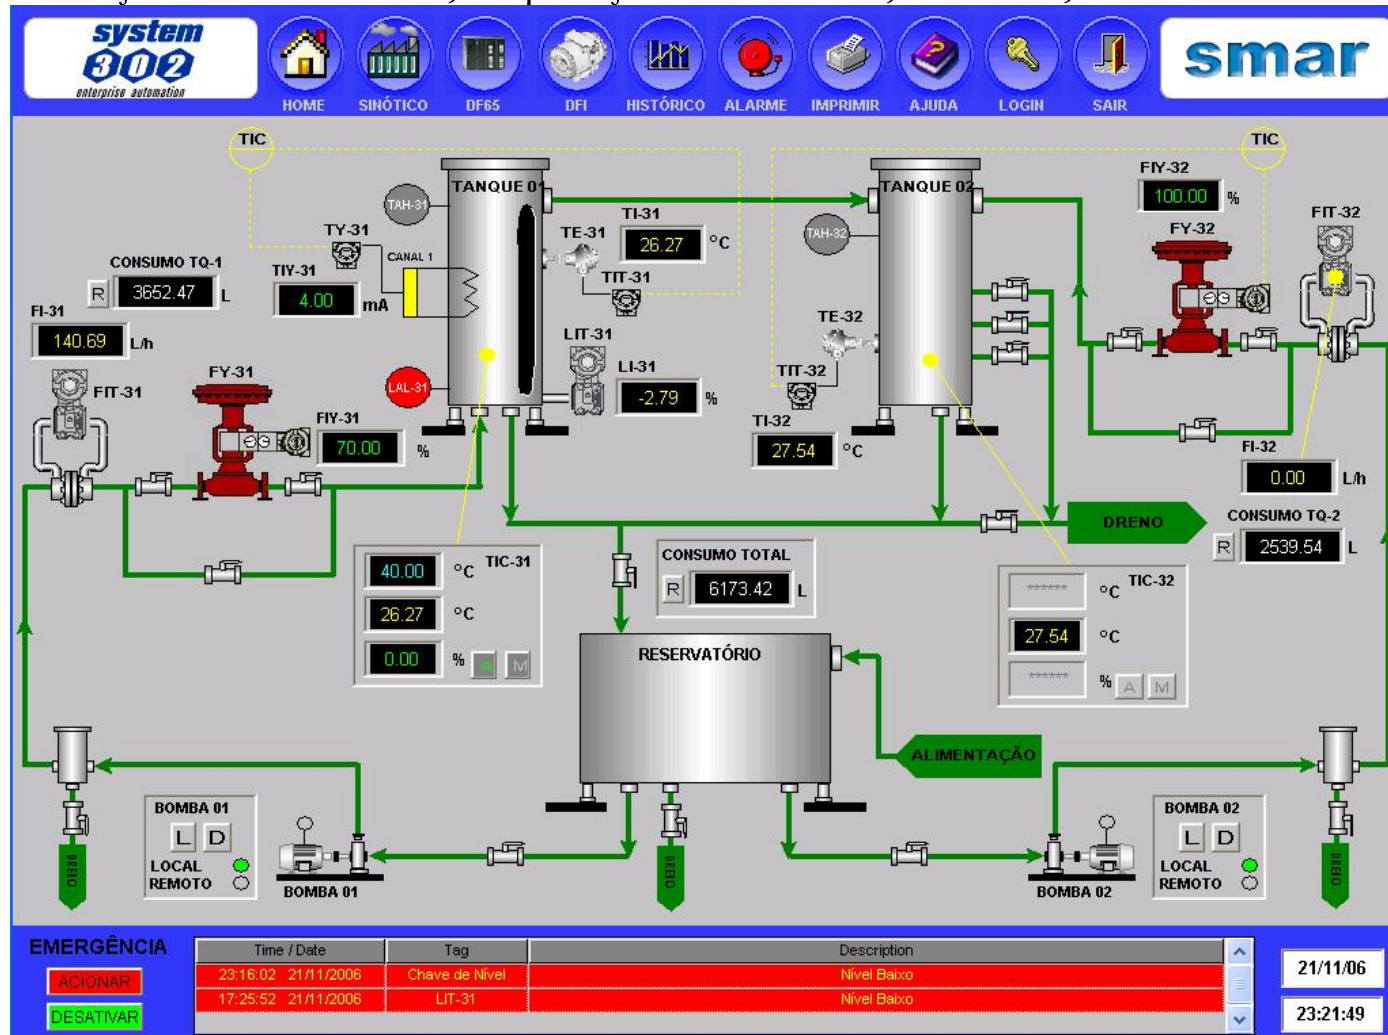 system
302
enterprise automation
HOME
SINÓTICO
DF65
DFI
HISTÓRICO
ALARME
IMPRIMIR
AJUDA
LOGIN
SAIR
smar
TIC
TIC
TANQUE 01
TANQUE 02
FIY-32
100.00 %
FIT-32
FY-32
TAH-31
TAH-32
TI-31
26.27 °C
TE-31
TIT-31
TY-31
CANAL 1
CONSUMO TQ-1
R 3652.47 L
TIY-31
4.00 mA
FI-31
140.69 L/h
FIT-31
FY-31
LIT-31
LI-31
-2.79 %
LAL-31
FIY-31
70.00 %
TE-32
TIT-32
TI-32
27.54 °C
FI-32
0.00 L/h
CONSUMO TQ-2
R 2539.54 L
DRENO
TIC-31
40.00 °C
26.27 °C
0.00 % A M
CONSUMO TOTAL
R 6173.42 L
TIC-32
****** °C
27.54 °C
****** % A M
RESERVATÓRIO
ALIMENTAÇÃO
BOMBA 01
L D
LOCAL
REMOTO
BOMBA 01
DRENO
DRENO
BOMBA 02
BOMBA 02
L D
LOCAL
REMOTO
DRENO
EMERGÊNCIA
ACIONAR
DESATIVAR
Time / Date Tag Description
23:16:02 21/11/2006 Chave de Nível Nível Baixo
17:25:52 21/11/2006 LIT-31 Nível Baixo
21/11/06
23:21:49